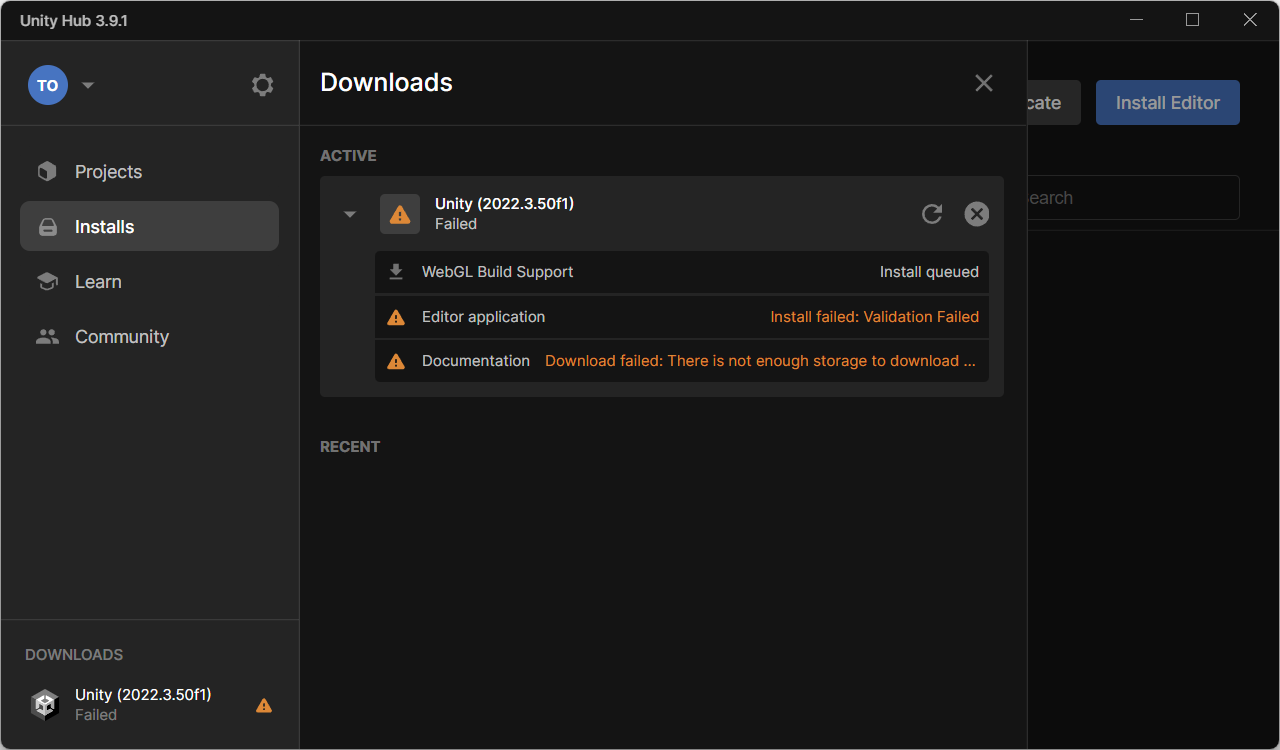 Unity Hub 3.9.1
TO
Downloads
cate
Install Editor
ACTIVE
Projects
Search
Unity (2022.3.50f1)
Failed
Installs
WebGL Build Support
Install queued
Learn
Editor application
Install failed: Validation Failed
Community
Documentation
Download failed: There is not enough storage to download ...
RECENT
DOWNLOADS
Unity (2022.3.50f1)
Failed